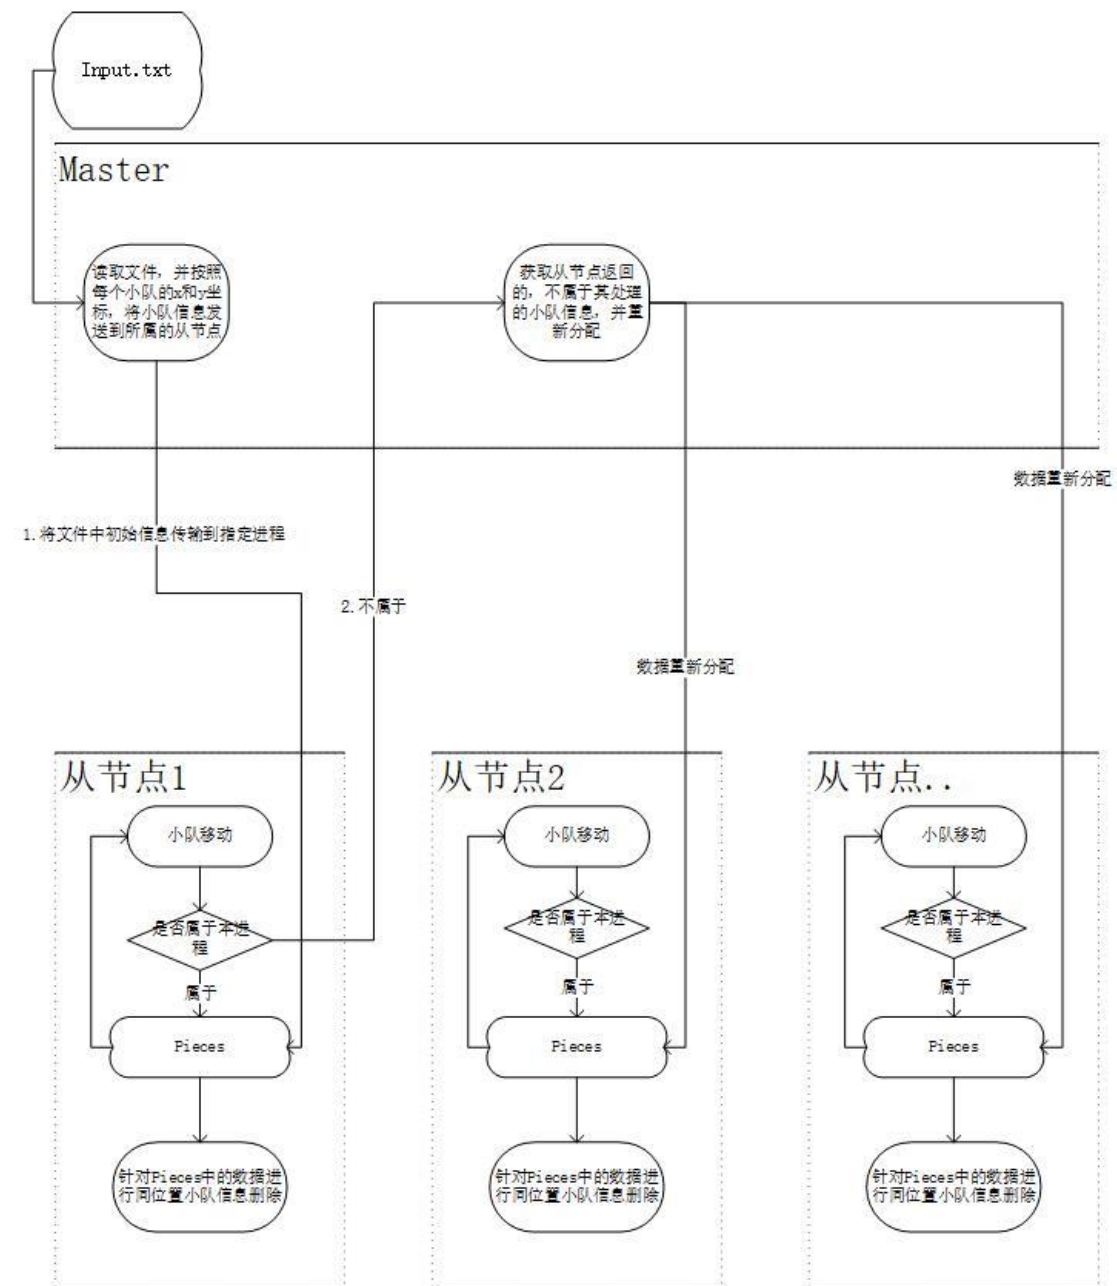 Input.txt
Master
读取文件，并按照
每个小队的x和y坐
标，将小队信息发
送到所属的从节点
获取从节点返回
的，不属于其处理
的小队信息，并重
新分配
数据重新分配
1.将文件中初始信息传输到指定进程
2.不属于
数据重新分配
从节点1
小队移动
是否属于本进
程
属于
Pieces
针对Pieces中的数据进
行同位置小队信息删除
从节点2
小队移动
是否属于本进
程
属于
Pieces
针对Pieces中的数据进
行同位置小队信息删除
从节点..
小队移动
是否属于本进
程
属于
Pieces
针对Pieces中的数据进
行同位置小队信息删除